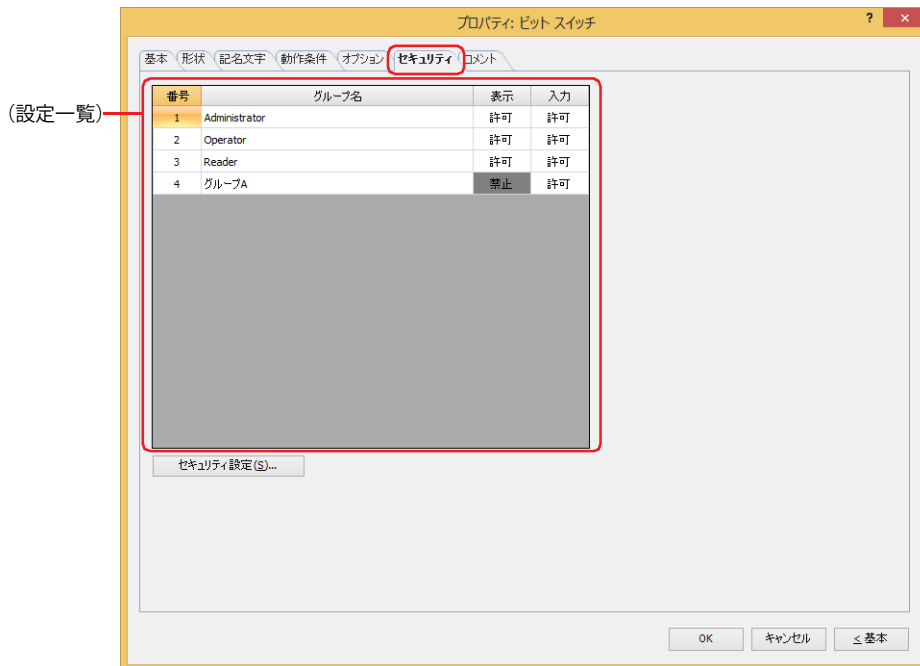 プロパティ: ビット スイッチ ? ×
基本 形状 記名文字 動作条件 オプション セキュリティ コメント
(設定一覧)
番号 グループ名 表示 入力
1 Administrator 許可 許可
2 Operator 許可 許可
3 Reader 許可 許可
4 グループA 禁止 許可
セキュリティ設定(S)...
OK キャンセル < 基本